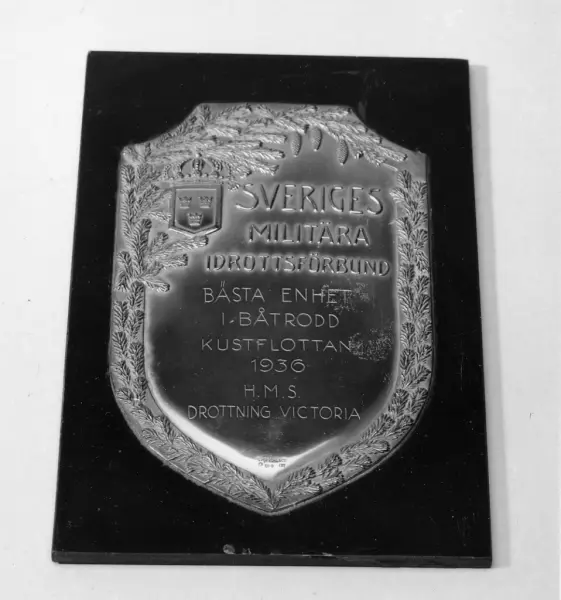 SVERIGES
MILITÄRA
IDROTTSFÖRBUND
BÄSTA ENHET
I-BÅTRODD
KUSTFLOTTAN
1936
H.M.S.
DROTTNING VICTORIA